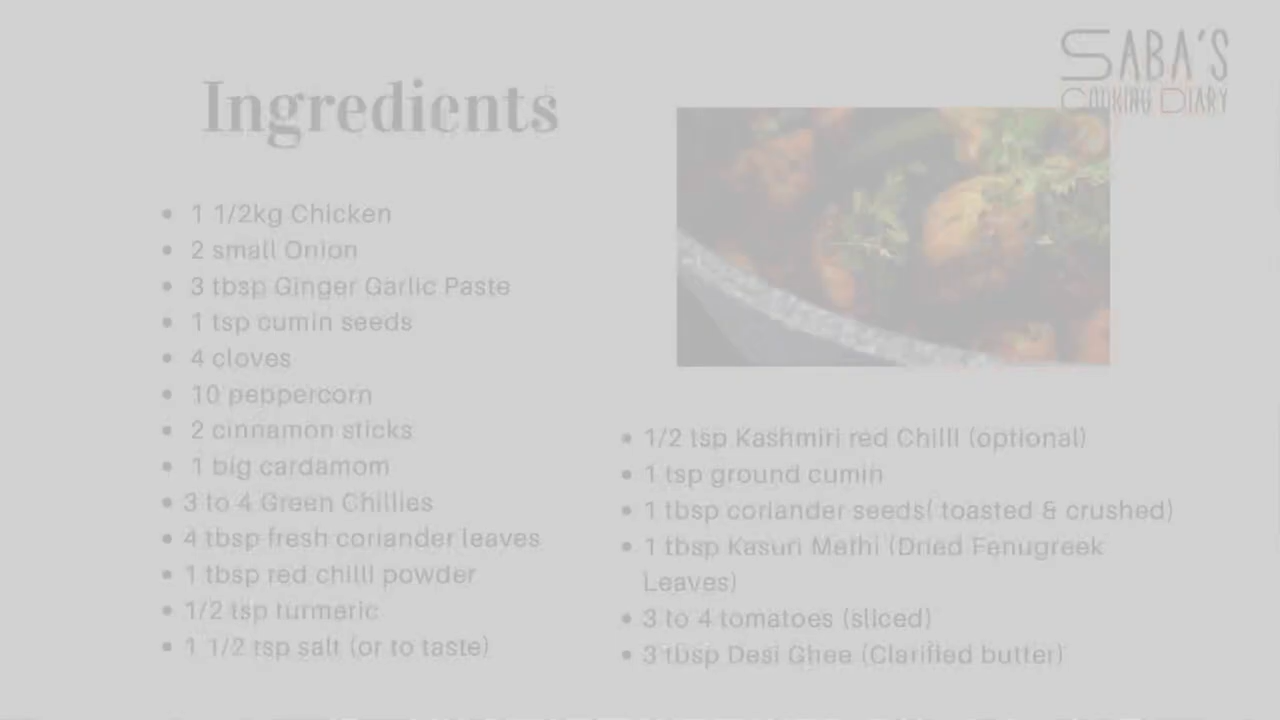 SABA'S
COOKING DIARY
Ingredients
1 1/2kg Chicken
2 small Onion
3 tbsp Ginger Garlic Paste
1 tsp cumin seeds
4 cloves
10 peppercorn
2 cinnamon sticks
1 big cardamom
3 to 4 Green Chillies
4 tbsp fresh coriander leaves
1 tbsp red chilli powder
1/2 tsp turmeric
1 1/2 tsp salt (or to taste)
1/2 tsp Kashmiri red Chilli (optional)
1 tsp ground cumin
1 tbsp coriander seeds( toasted & crushed)
1 tbsp Kasuri Methi (Dried Fenugreek
Leaves)
3 to 4 tomatoes (sliced)
3 tbsp Desi Ghee (Clarified butter)